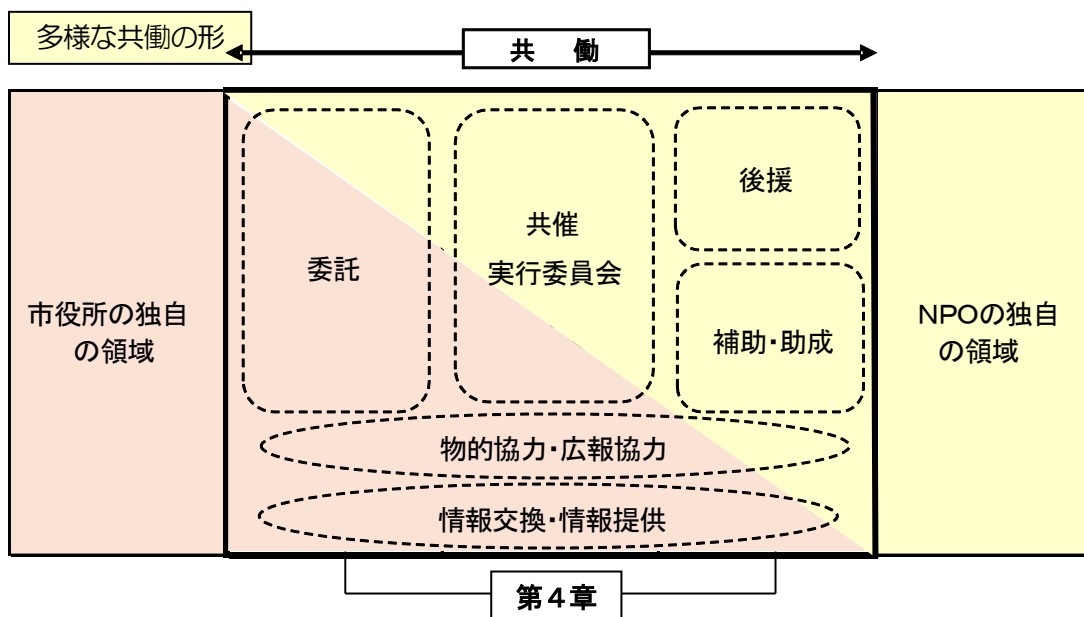 多様な共働の形
共　働
市役所の独自
の領域
委託
共催
実行委員会
後援
補助・助成
NPOの独自
の領域
物的協力・広報協力
情報交換・情報提供
第４章